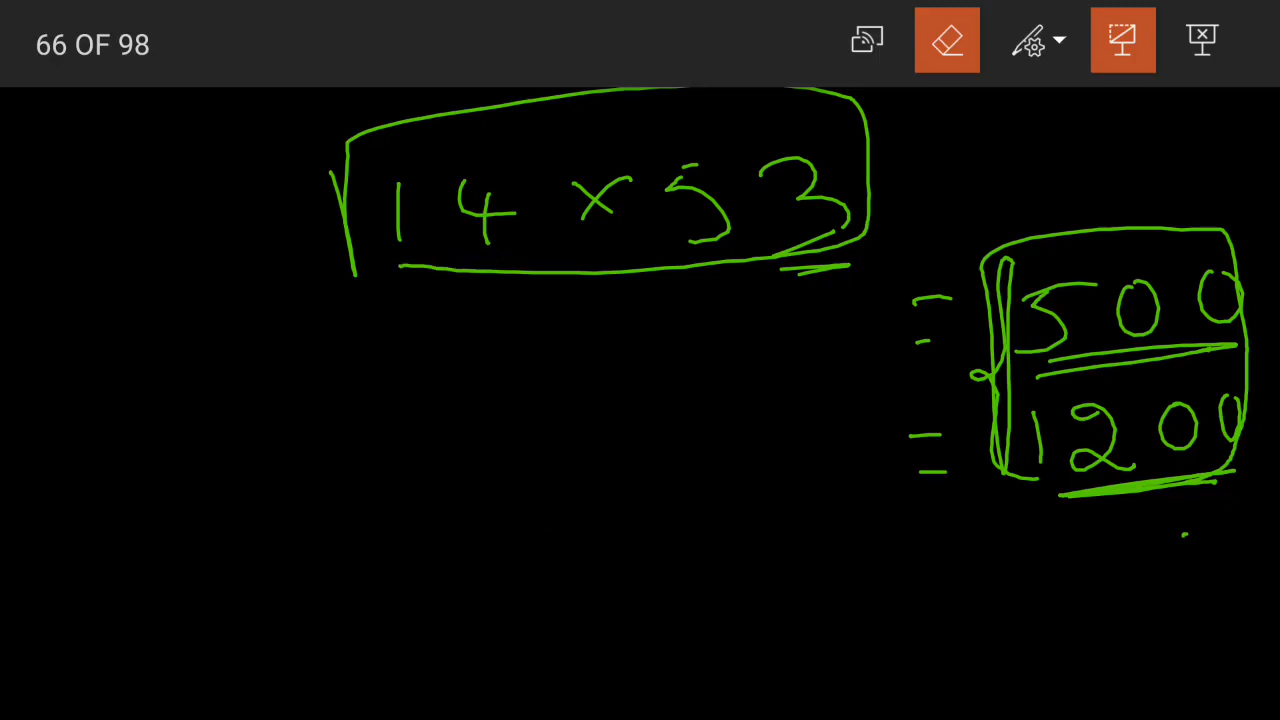 66 OF 98
14 × 53
= 500
= 1200